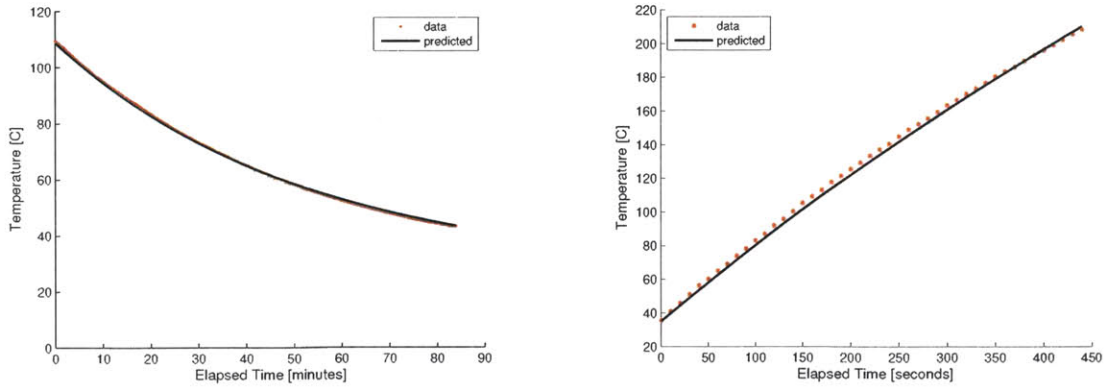 120
100
80
60
40
20
0
Temperature [C]
0 10 20 30 40 50 60 70 80 90
Elapsed Time [minutes]
data
predicted
220
200
180
160
140
120
100
80
60
40
20
Temperature [C]
0 50 100 150 200 250 300 350 400 450
Elapsed Time [seconds]
data
predicted